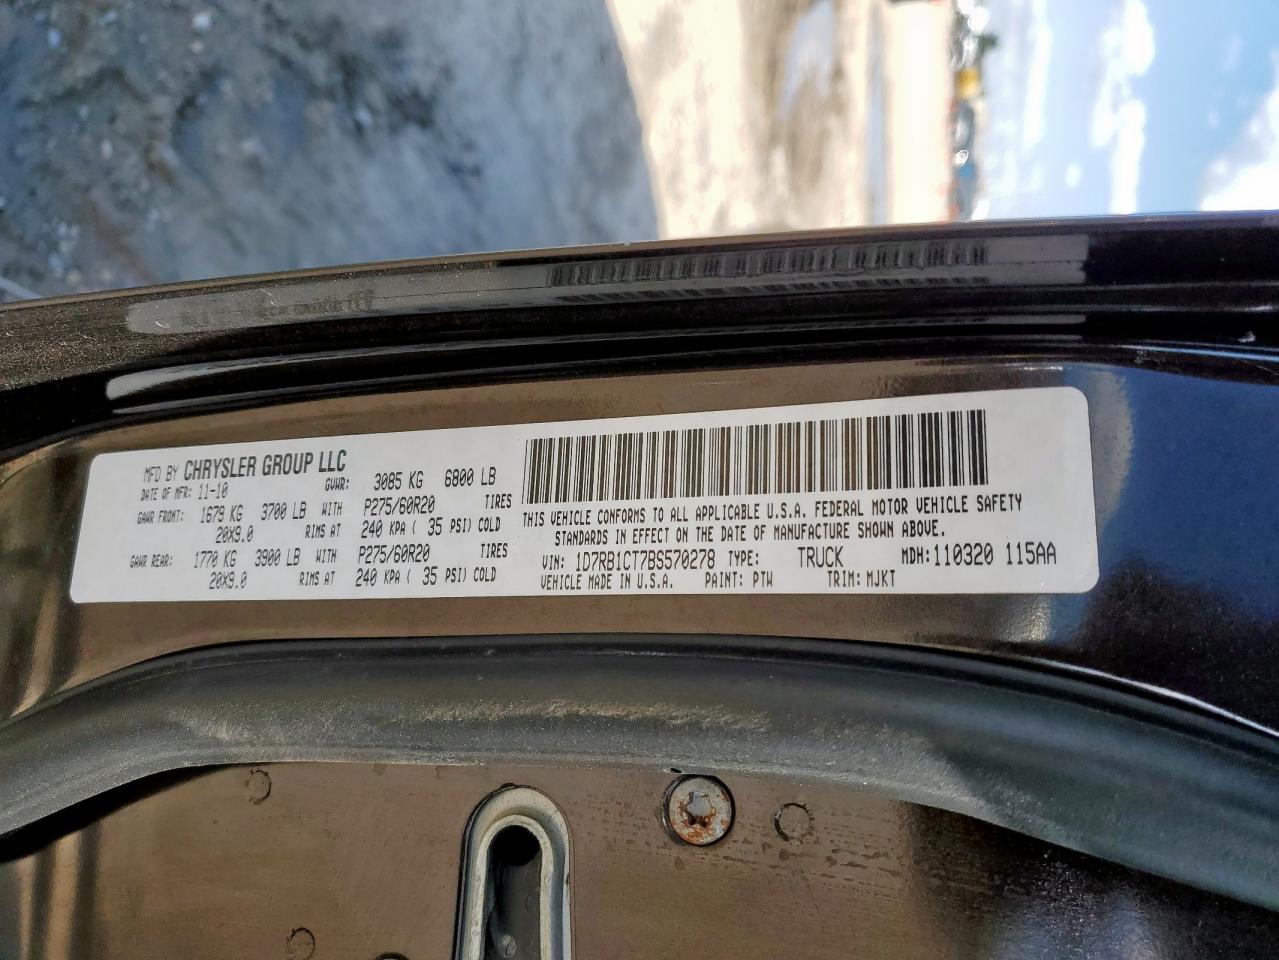 MFD BY CHRYSLER GROUP LLC
DATE OF MFR: 11-10 GVWR: 3085 KG 6800 LB
GAWR FRONT: 1679 KG 3700 LB WITH P275/60R20 TIRES
20X9.0 RIMS AT 240 KPA ( 35 PSI) COLD
GAWR REAR: 1770 KG 3900 LB WITH P275/60R20 TIRES
20X9.0 RIMS AT 240 KPA ( 35 PSI) COLD
THIS VEHICLE CONFORMS TO ALL APPLICABLE U.S.A. FEDERAL MOTOR VEHICLE SAFETY
STANDARDS IN EFFECT ON THE DATE OF MANUFACTURE SHOWN ABOVE.
VIN: 1D7RB1CT7BS570278 TYPE: TRUCK MDH: 110320 115AA
VEHICLE MADE IN U.S.A. PAINT: PTW TRIM: MJKT